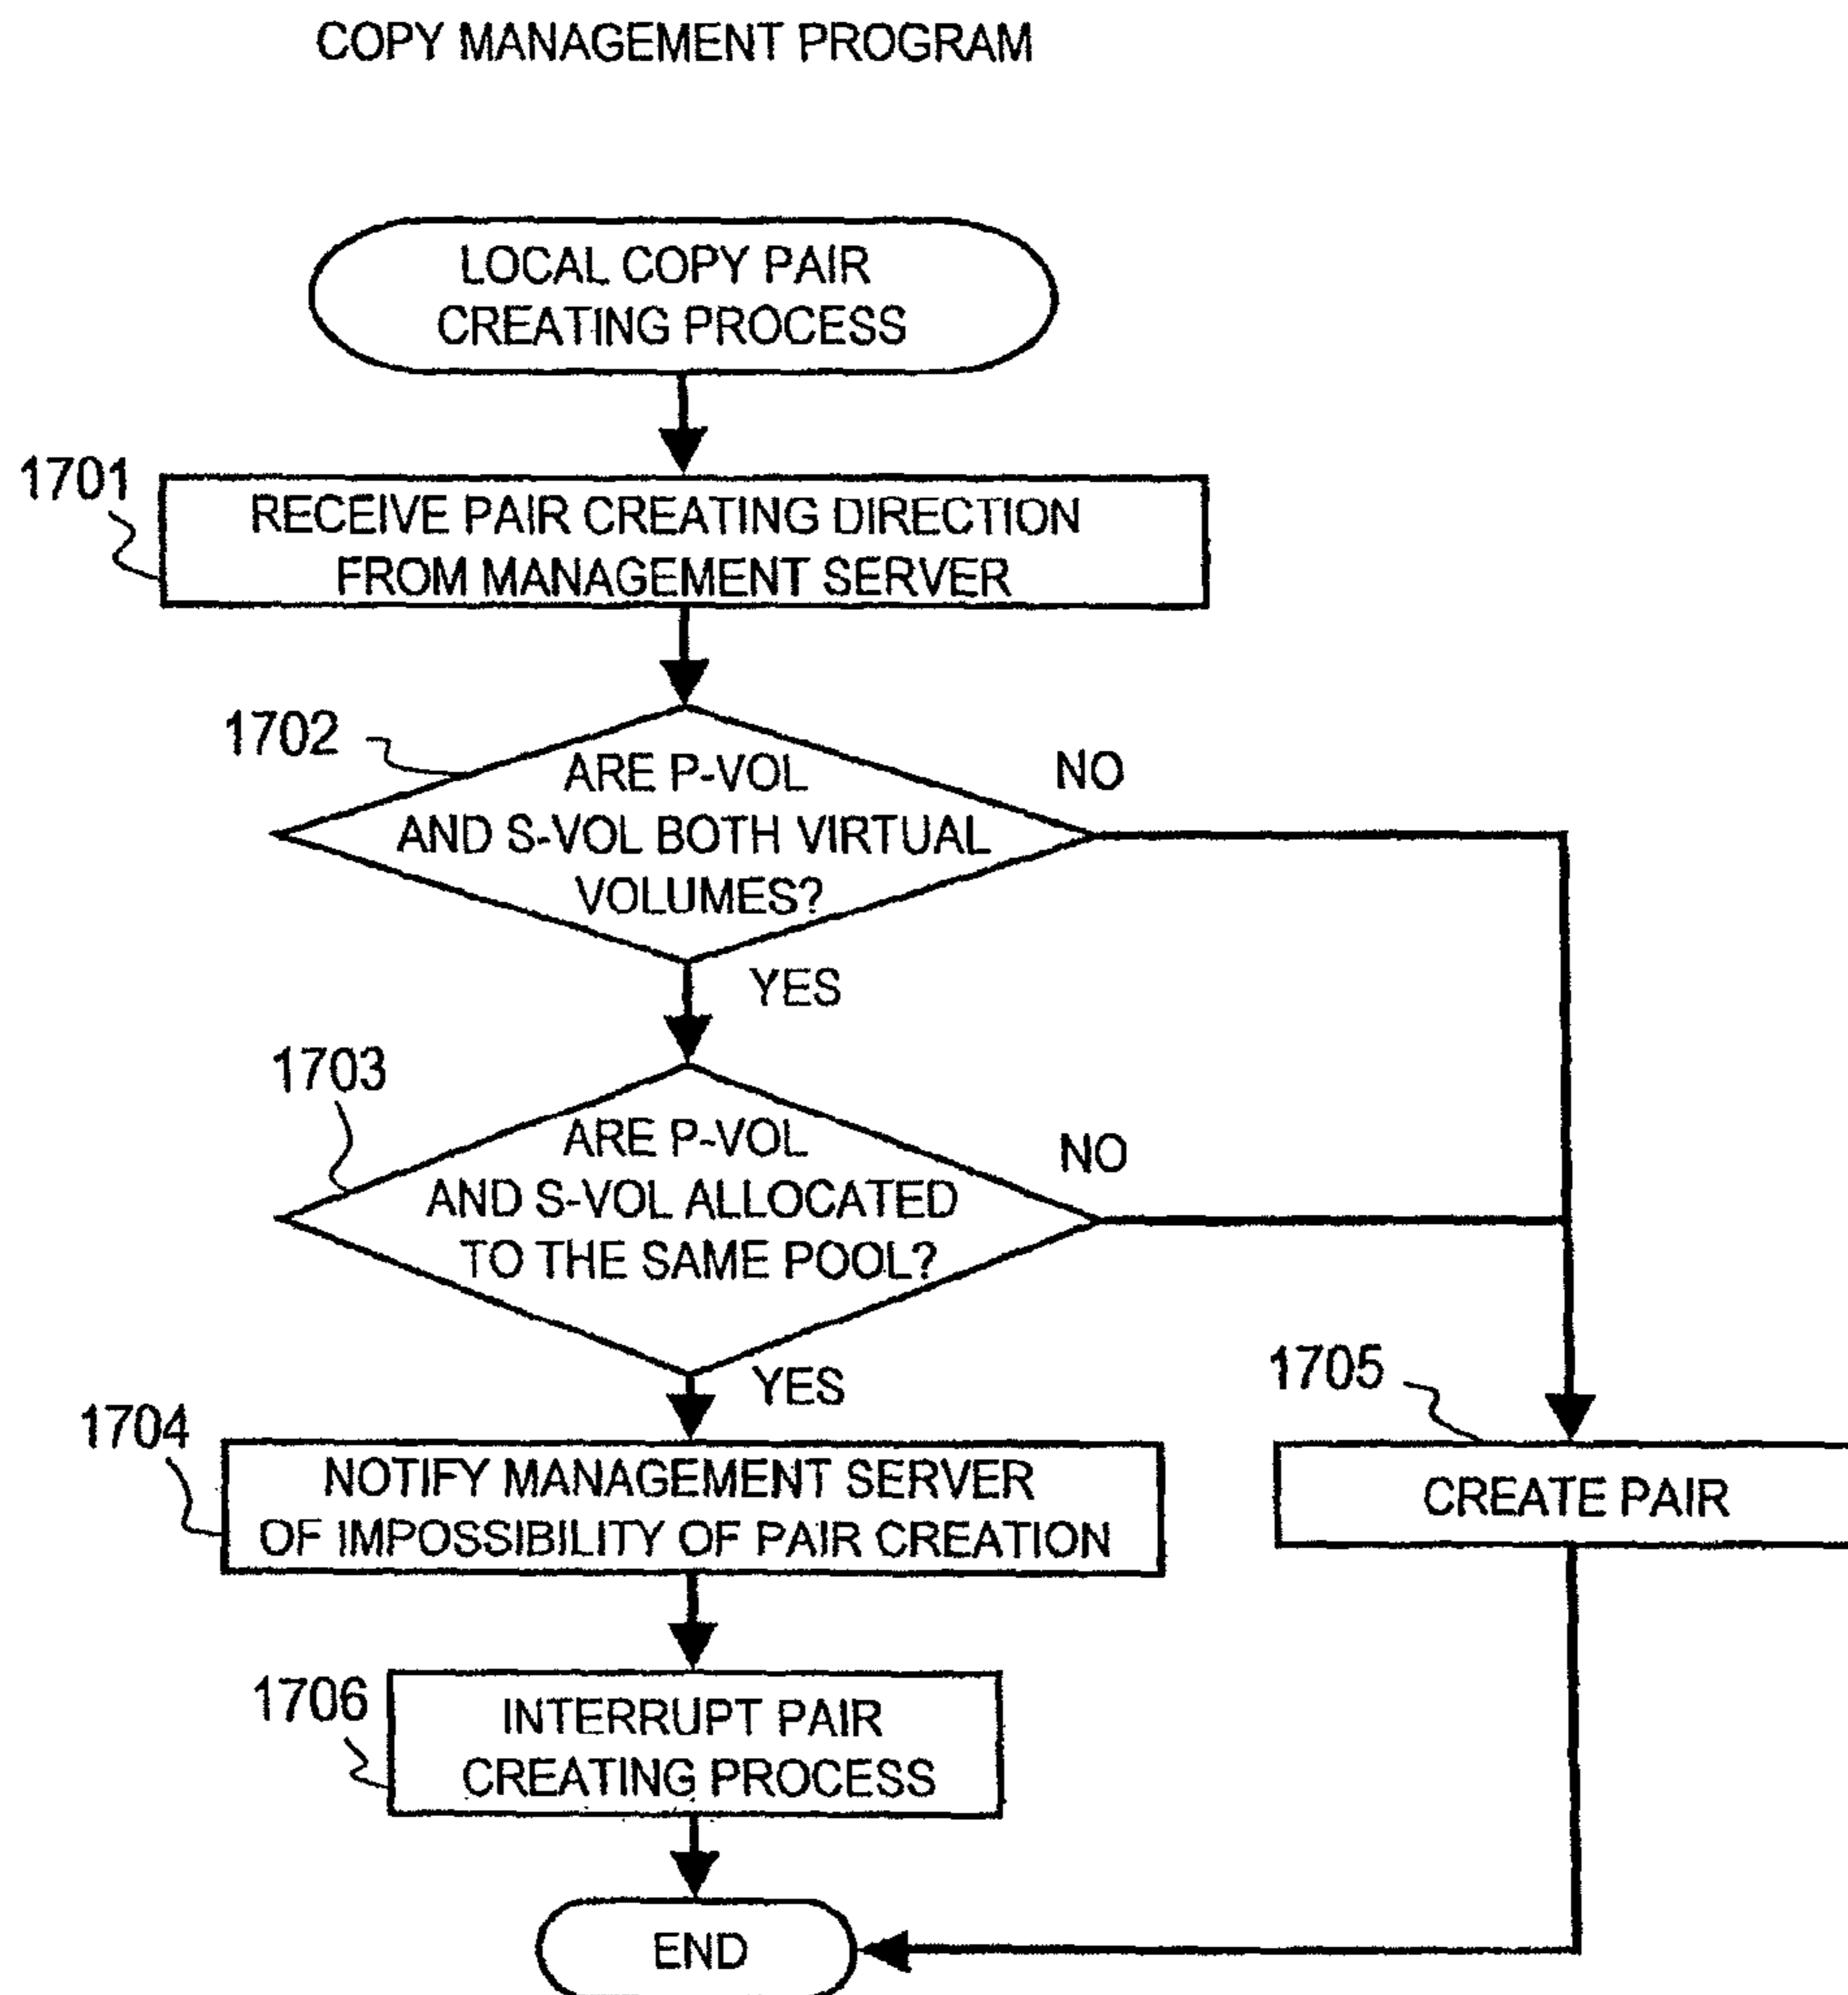 COPY MANAGEMENT PROGRAM
LOCAL COPY PAIR
CREATING PROCESS
1701
RECEIVE PAIR CREATING DIRECTION
FROM MANAGEMENT SERVER
1702
ARE P-VOL
AND S-VOL BOTH VIRTUAL
VOLUMES?
NO
YES
1703
ARE P-VOL
AND S-VOL ALLOCATED
TO THE SAME POOL?
NO
YES
1704
NOTIFY MANAGEMENT SERVER
OF IMPOSSIBILITY OF PAIR CREATION
1705
CREATE PAIR
1706
INTERRUPT PAIR
CREATING PROCESS
END